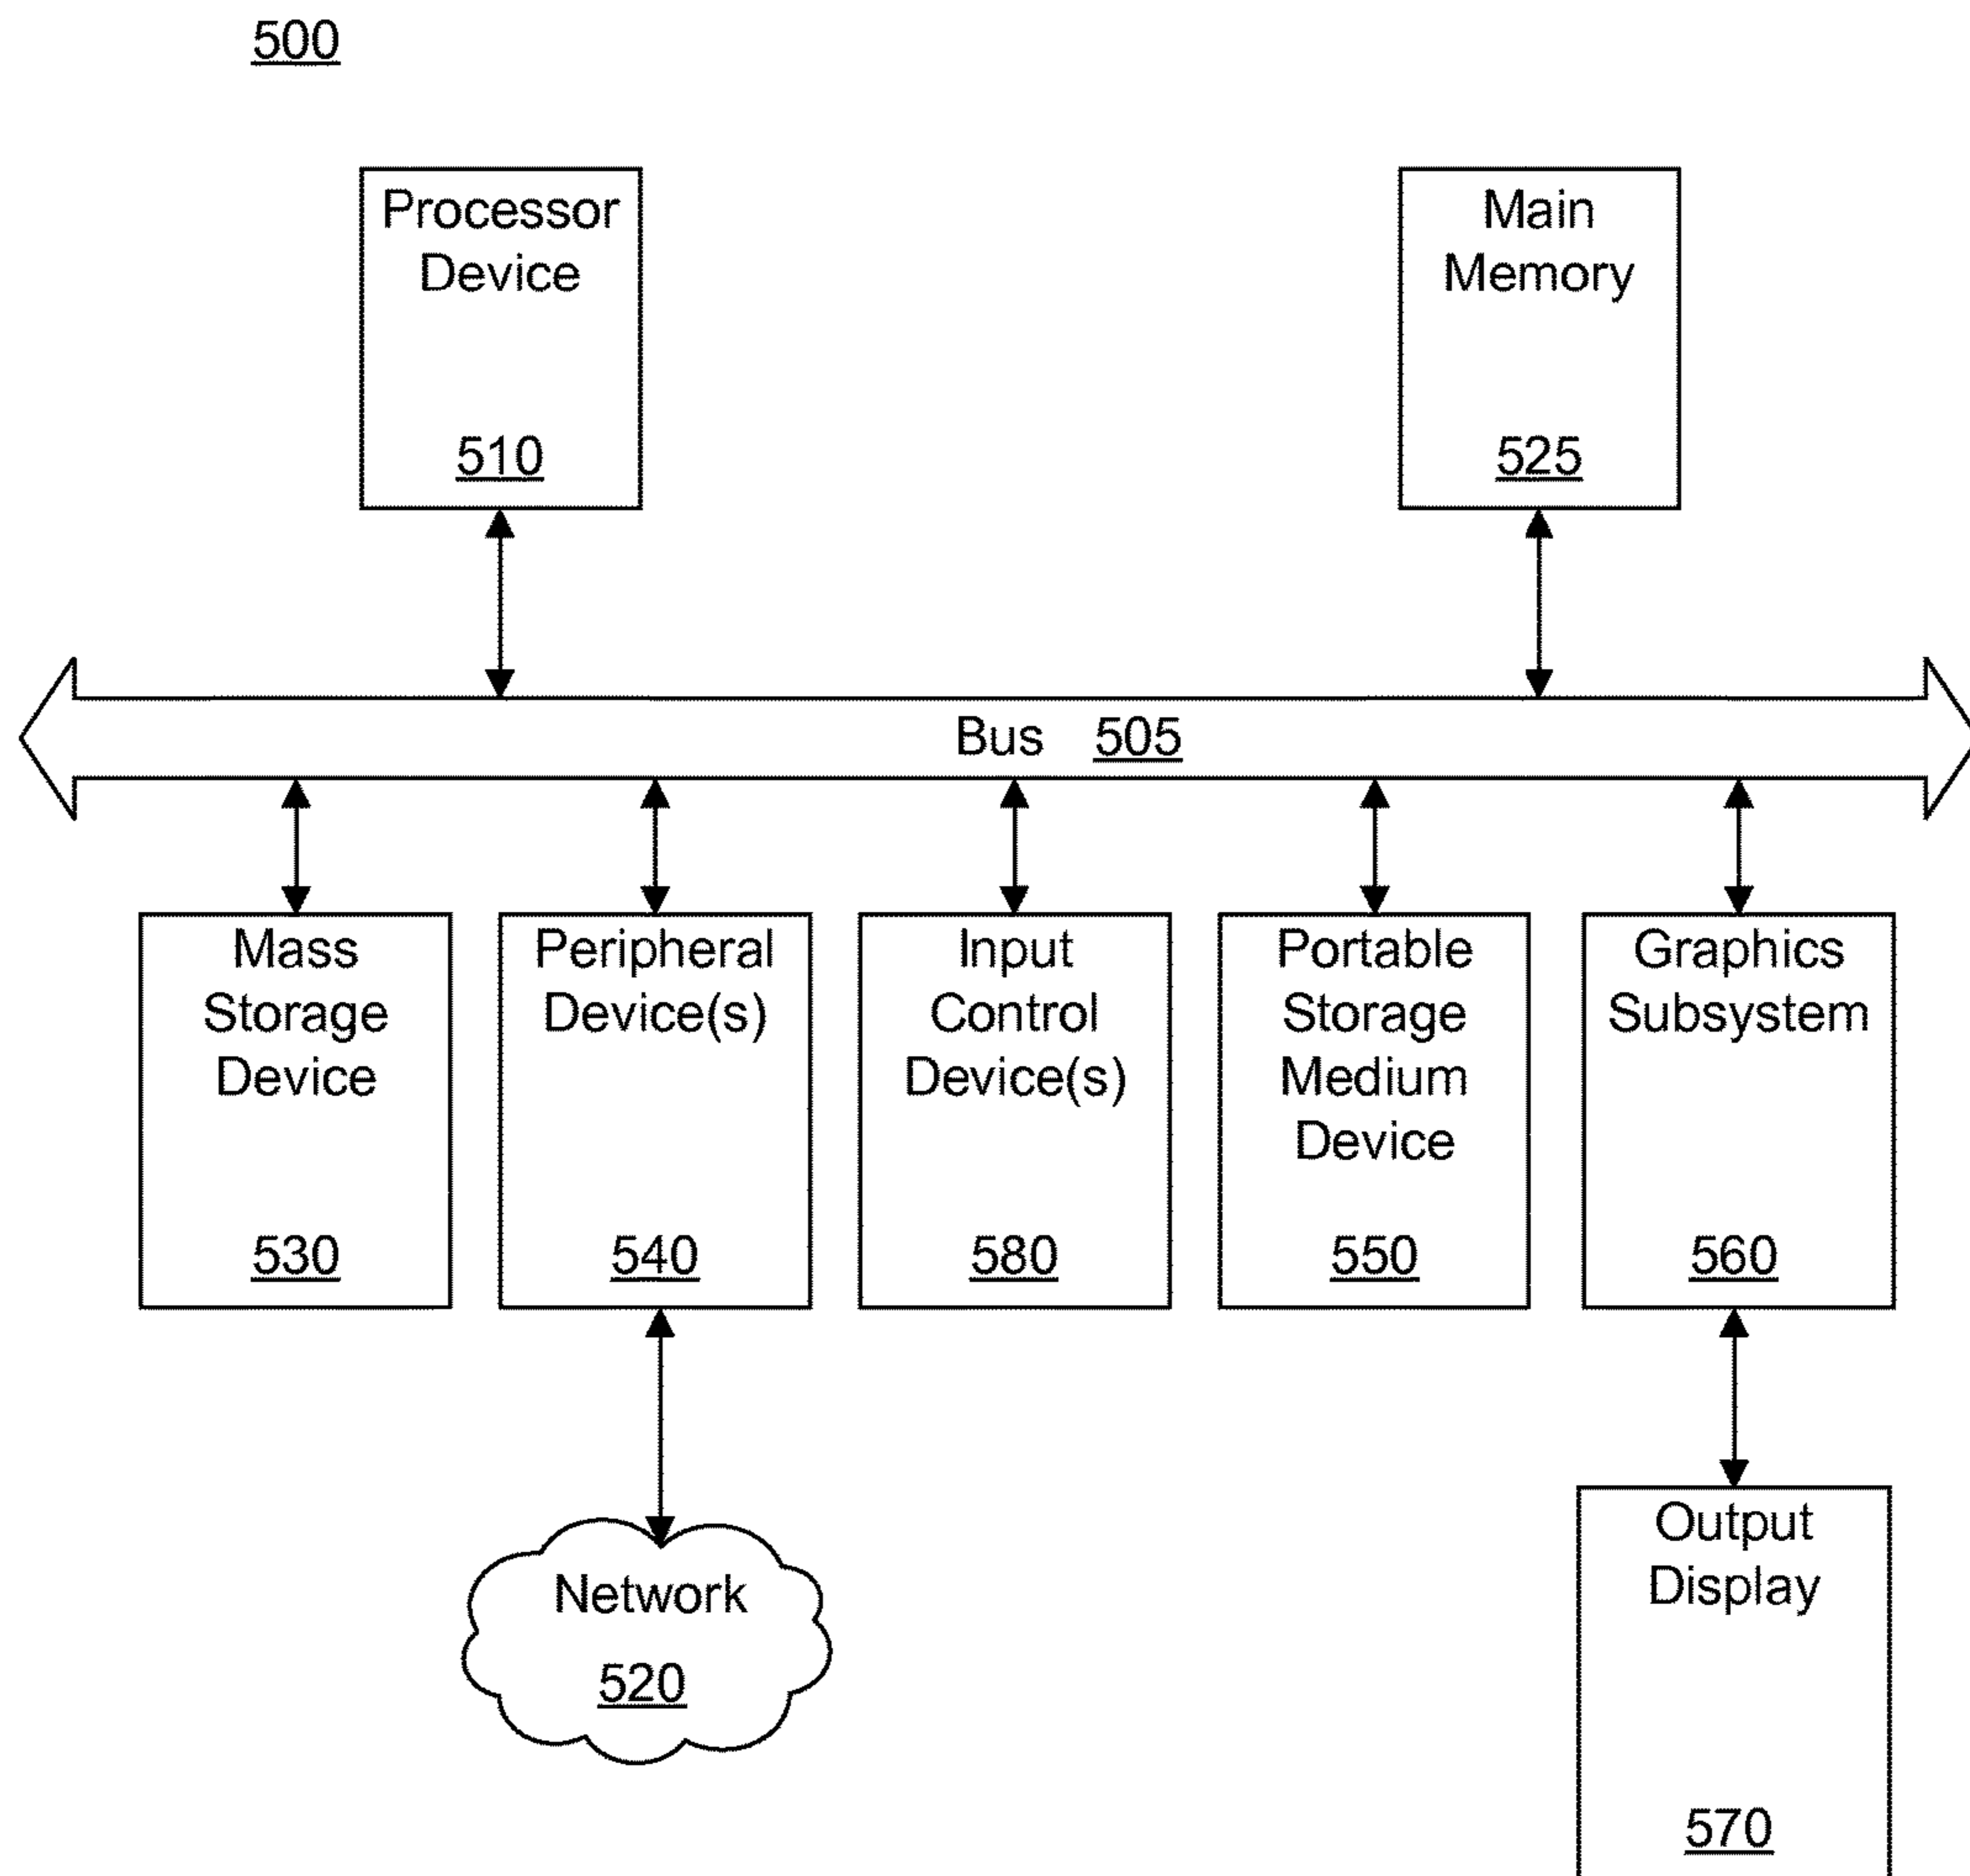 500
Processor
Device
510
Main
Memory
525
Bus 505
Mass
Storage
Device
530
Peripheral
Device(s)
540
Input
Control
Device(s)
580
Portable
Storage
Medium
Device
550
Graphics
Subsystem
560
Network
520
Output
Display
570